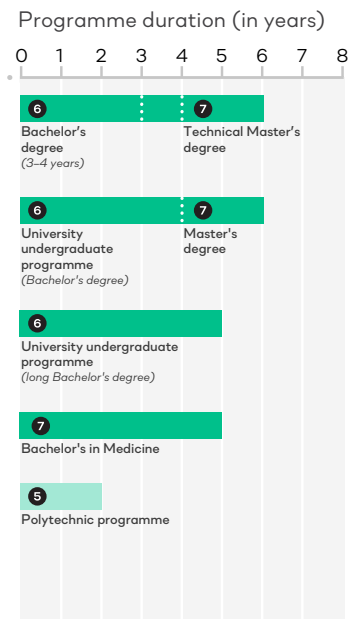 Programme duration (in years)
0 1 2 3 4 5 6 7 8
6 7
Bachelor's
degree
(3–4 years)
Technical Master's
degree
6 7
University
undergraduate
programme
(Bachelor's degree)
Master's
degree
6
University undergraduate
programme
(long Bachelor's degree)
7
Bachelor's in Medicine
5
Polytechnic programme